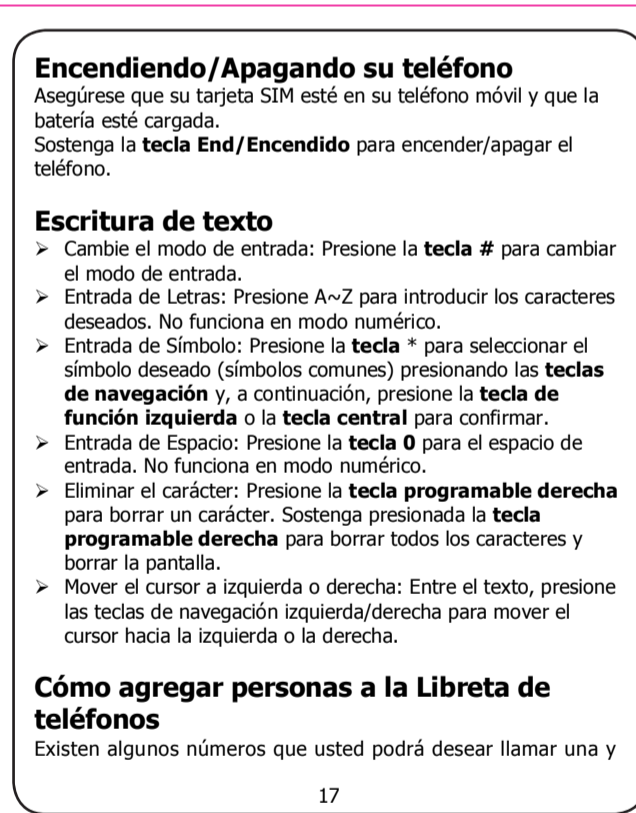 Encendiendo/Apagando su teléfono
Asegúrese que su tarjeta SIM esté en su teléfono móvil y que la
batería esté cargada.
Sostenga la tecla End/Encendido para encender/apagar el
teléfono.
Escritura de texto
➢ Cambie el modo de entrada: Presione la tecla # para cambiar
el modo de entrada.
➢ Entrada de Letras: Presione A~Z para introducir los caracteres
deseados. No funciona en modo numérico.
➢ Entrada de Símbolo: Presione la tecla * para seleccionar el
símbolo deseado (símbolos comunes) presionando las teclas
de navegación y, a continuación, presione la tecla de
función izquierda o la tecla central para confirmar.
➢ Entrada de Espacio: Presione la tecla 0 para el espacio de
entrada. No funciona en modo numérico.
➢ Eliminar el carácter: Presione la tecla programable derecha
para borrar un carácter. Sostenga presionada la tecla
programable derecha para borrar todos los caracteres y
borrar la pantalla.
➢ Mover el cursor a izquierda o derecha: Entre el texto, presione
las teclas de navegación izquierda/derecha para mover el
cursor hacia la izquierda o la derecha.
Cómo agregar personas a la Libreta de
teléfonos
Existen algunos números que usted podrá desear llamar una y
17